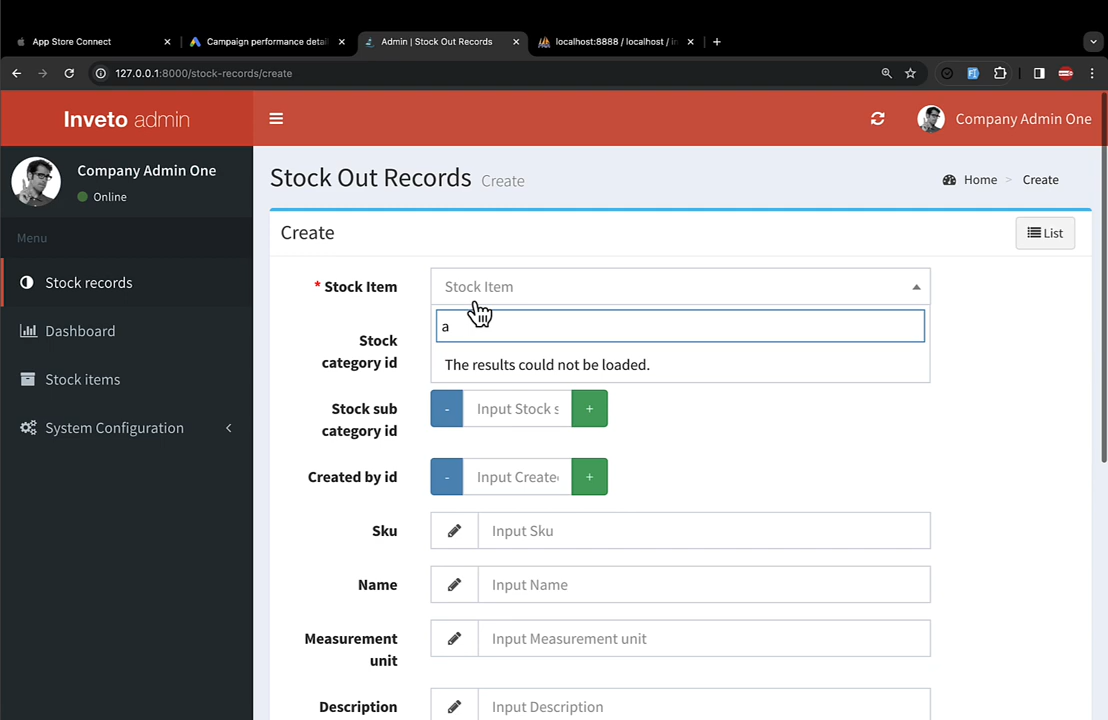 App Store Connect
Campaign performance detai
Admin | Stock Out Records
localhost:8888 / localhost / in
127.0.0.1:8000/stock-records/create
Inveto admin
Company Admin One
Company Admin One
Online
Menu
Stock records
Dashboard
Stock items
System Configuration
Stock Out Records Create
Home > Create
Create
List
* Stock Item
Stock Item
a
The results could not be loaded.
Stock
category id
Stock sub
category id
- Input Stock s +
Created by id
- Input Create +
Sku
Input Sku
Name
Input Name
Measurement
unit
Input Measurement unit
Description
Input Description